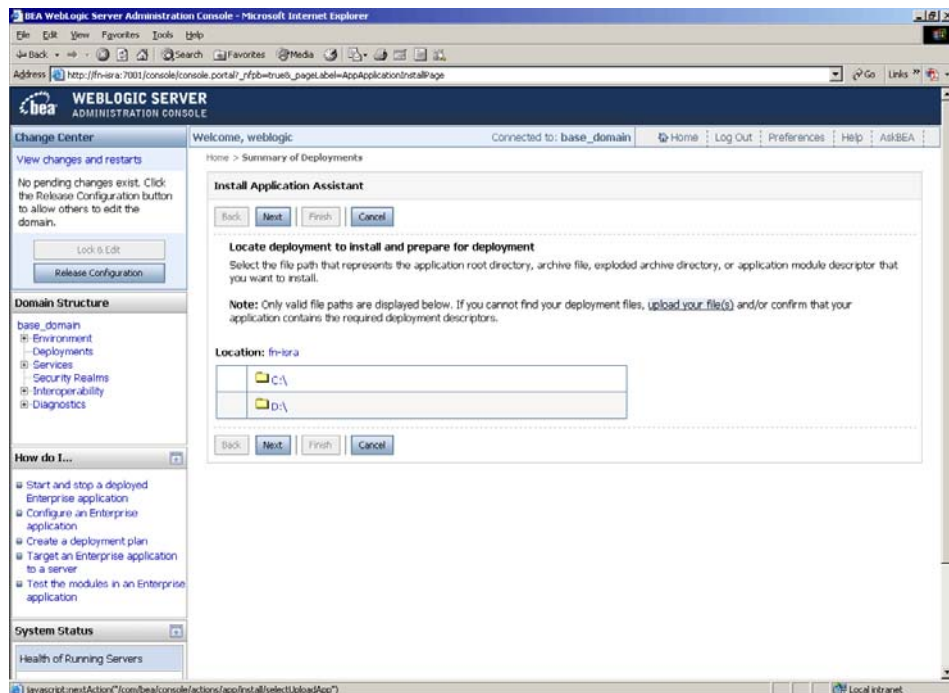 BEA WebLogic Server Administration Console - Microsoft Internet Explorer
File Edit View Favorites Tools Help
Back Search Favorites Media
Address http://fn-isra:7001/console/console.portal?_nfpb=true&_pageLabel=AppApplicationInstallPage Go Links
bea WEBLOGIC SERVER
ADMINISTRATION CONSOLE
Change Center
View changes and restarts
No pending changes exist. Click
the Release Configuration button
to allow others to edit the
domain.
Lock & Edit
Release Configuration
Domain Structure
base_domain
Environment
Deployments
Services
Security Realms
Interoperability
Diagnostics
How do I...
Start and stop a deployed
Enterprise application
Configure an Enterprise
application
Create a deployment plan
Target an Enterprise application
to a server
Test the modules in an Enterprise
application
System Status
Health of Running Servers
Welcome, weblogic Connected to: base_domain Home Log Out Preferences Help AskBEA
Home > Summary of Deployments
Install Application Assistant
Back Next Finish Cancel
Locate deployment to install and prepare for deployment
Select the file path that represents the application root directory, archive file, exploded archive directory, or application module descriptor that
you want to install.
Note: Only valid file paths are displayed below. If you cannot find your deployment files, upload your file(s) and/or confirm that your
application contains the required deployment descriptors.
Location: fn-isra
C:\
D:\
Back Next Finish Cancel
javascript:nextAction("/com/bea/console/actions/app/install/selectUploadApp") Local intranet